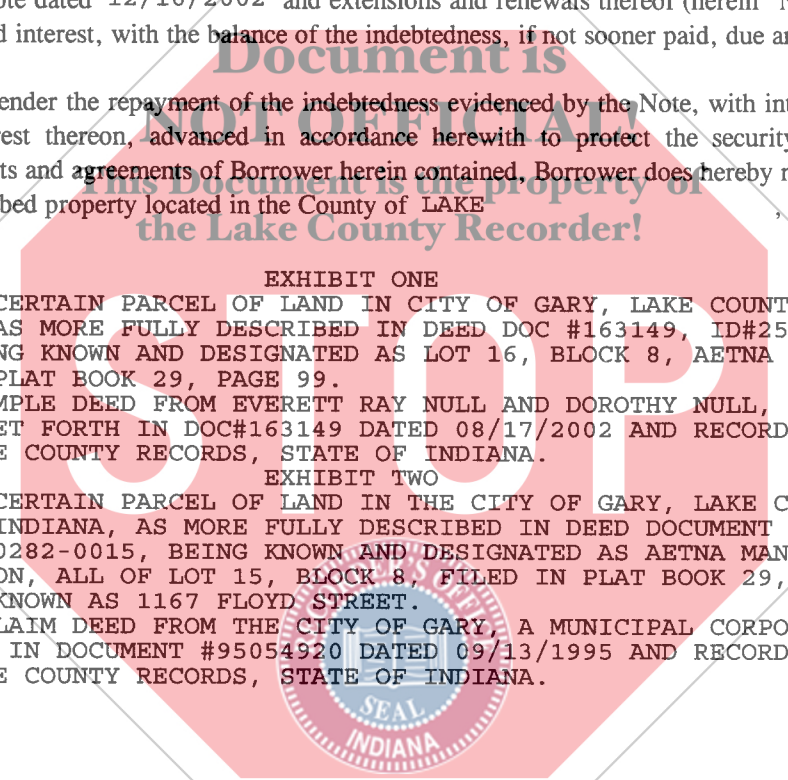 ote dated 12/16/2002 and extensions and renewals thereof (herein "N
d interest, with the balance of the indebtedness, if not sooner paid, due an
Document is
ender the repayment of the indebtedness evidenced by the Note, with int
NOT OFFICIAL!
rest thereon, advanced in accordance herewith to protect the security
ts and agreements of Borrower herein contained, Borrower does hereby m
This Document is the property of
bed property located in the County of LAKE ,
the Lake County Recorder!
EXHIBIT ONE
CERTAIN PARCEL OF LAND IN CITY OF GARY, LAKE COUNT
AS MORE FULLY DESCRIBED IN DEED DOC #163149, ID#25
NG KNOWN AND DESIGNATED AS LOT 16, BLOCK 8, AETNA
PLAT BOOK 29, PAGE 99.
MPLE DEED FROM EVERETT RAY NULL AND DOROTHY NULL,
ET FORTH IN DOC#163149 DATED 08/17/2002 AND RECORD
E COUNTY RECORDS, STATE OF INDIANA.
STOP
EXHIBIT TWO
CERTAIN PARCEL OF LAND IN THE CITY OF GARY, LAKE C
INDIANA, AS MORE FULLY DESCRIBED IN DEED DOCUMENT
0282-0015, BEING KNOWN AND DESIGNATED AS AETNA MAN
ON, ALL OF LOT 15, BLOCK 8, FILED IN PLAT BOOK 29,
KNOWN AS 1167 FLOYD STREET.
LAIM DEED FROM THE CITY OF GARY, A MUNICIPAL CORPO
IN DOCUMENT #95054920 DATED 09/13/1995 AND RECORD
E COUNTY RECORDS, STATE OF INDIANA.
SEAL
INDIANA